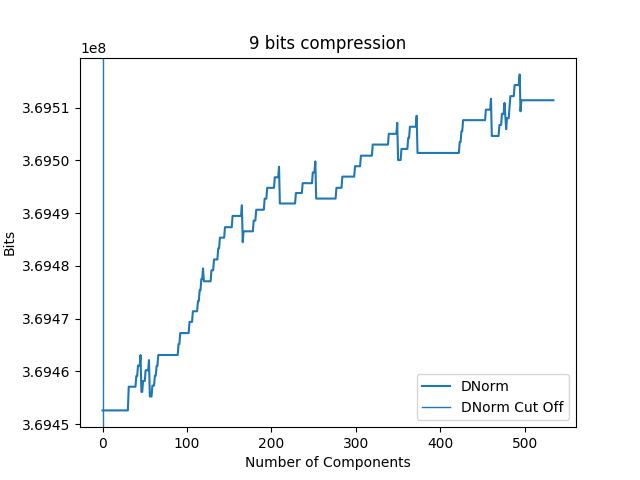 9 bits compression
1e8
3.6951
3.6950
3.6949
3.6948
3.6947
3.6946
3.6945
Bits
0 100 200 300 400 500
Number of Components
DNorm
DNorm Cut Off